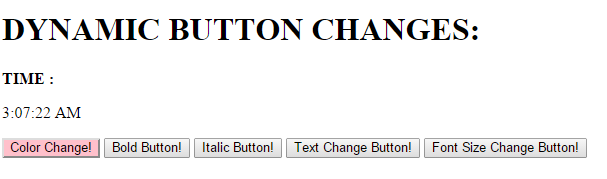 DYNAMIC BUTTON CHANGES:
TIME :
3:07:22 AM
Color Change! Bold Button! Italic Button! Text Change Button! Font Size Change Button!